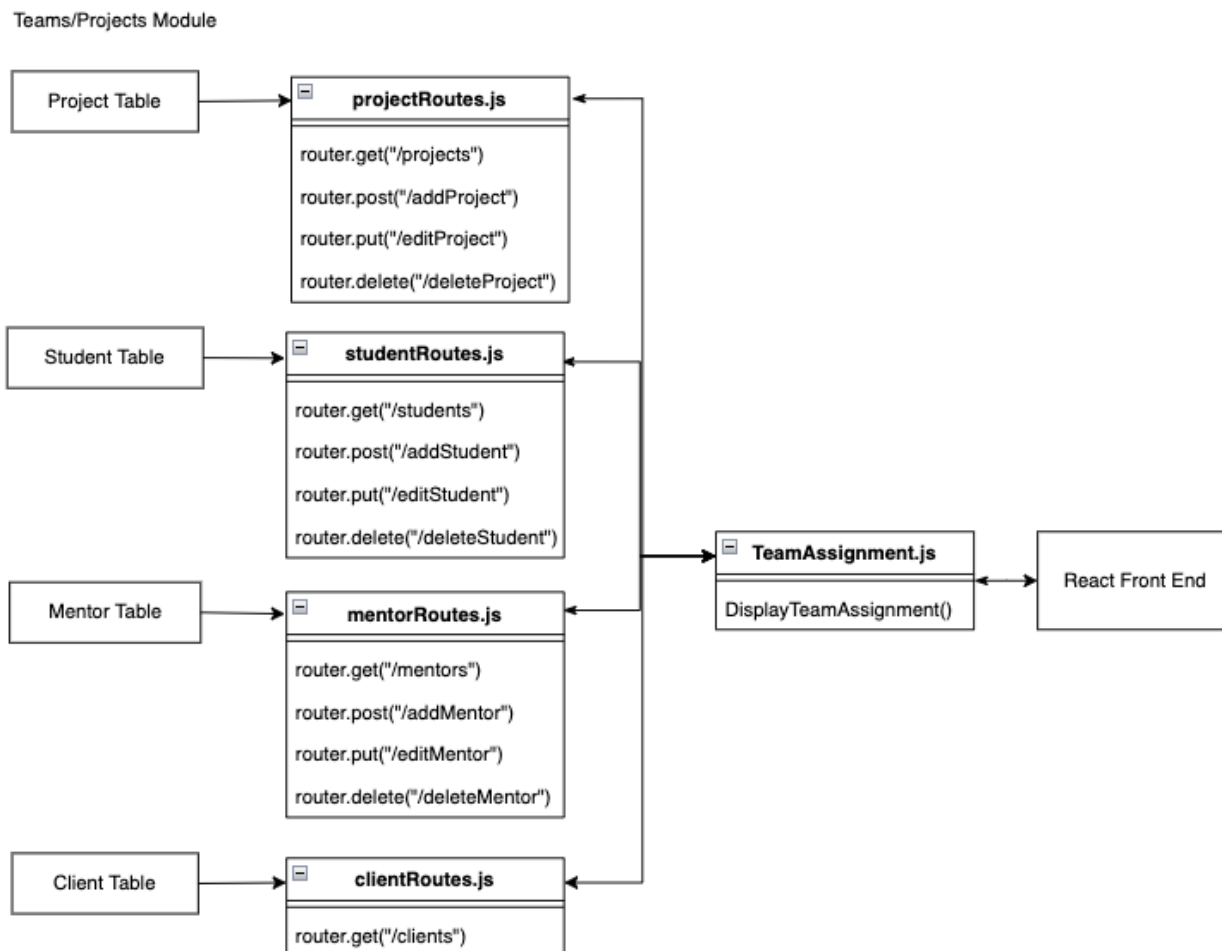 Teams/Projects Module
Project Table
projectRoutes.js
router.get("/projects")
router.post("/addProject")
router.put("/editProject")
router.delete("/deleteProject")
Student Table
studentRoutes.js
router.get("/students")
router.post("/addStudent")
router.put("/editStudent")
router.delete("/deleteStudent")
Mentor Table
mentorRoutes.js
router.get("/mentors")
router.post("/addMentor")
router.put("/editMentor")
router.delete("/deleteMentor")
Client Table
clientRoutes.js
router.get("/clients")
TeamAssignment.js
DisplayTeamAssignment()
React Front End